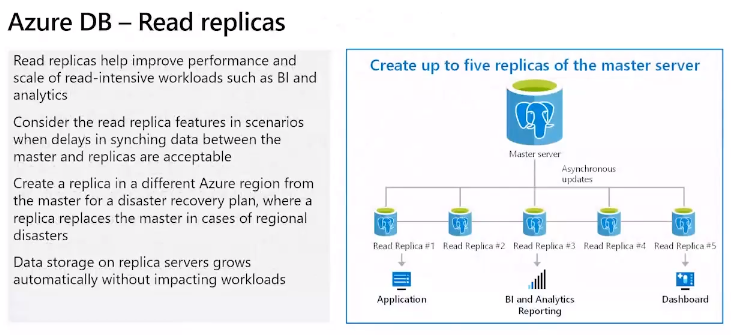 Azure DB – Read replicas
Read replicas help improve performance and
scale of read-intensive workloads such as BI and
analytics
Consider the read replica features in scenarios
when delays in synching data between the
master and replicas are acceptable
Create a replica in a different Azure region from
the master for a disaster recovery plan, where a
replica replaces the master in cases of regional
disasters
Data storage on replica servers grows
automatically without impacting workloads
Create up to five replicas of the master server
Master server
Asynchronous
updates
Read Replica #1 Read Replica #2 Read Replica #3 Read Replica #4 Read Replica #5
Application
BI and Analytics
Reporting
Dashboard